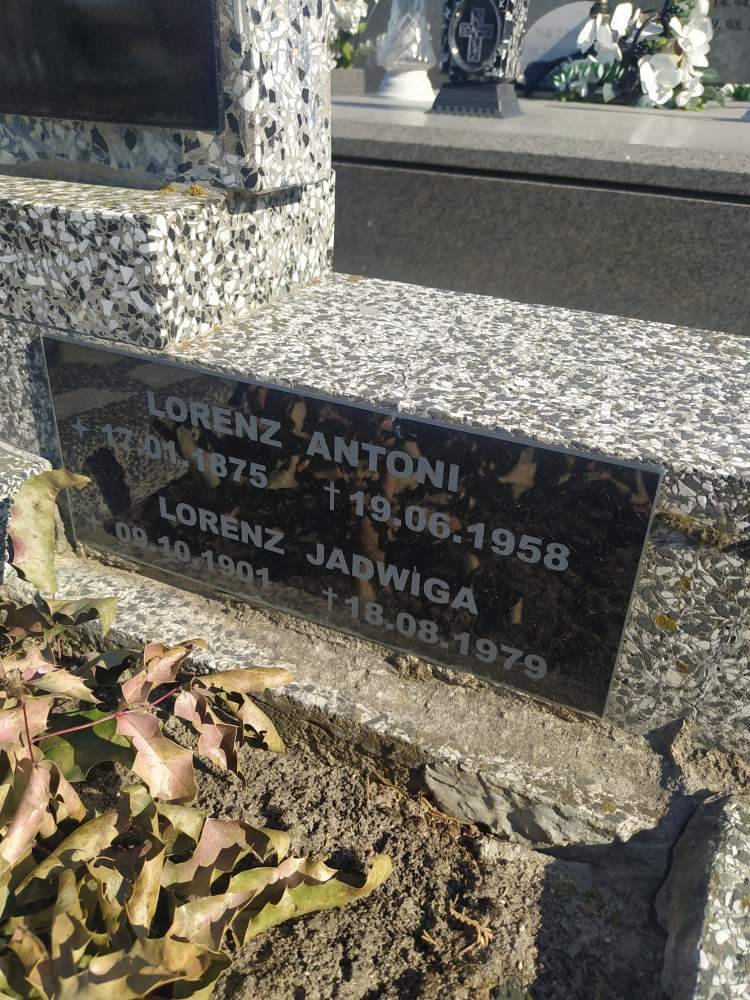 LORENZ ANTONI
17.01.1875 †19.06.1958
LORENZ JADWIGA
09.10.1901 †18.08.1979